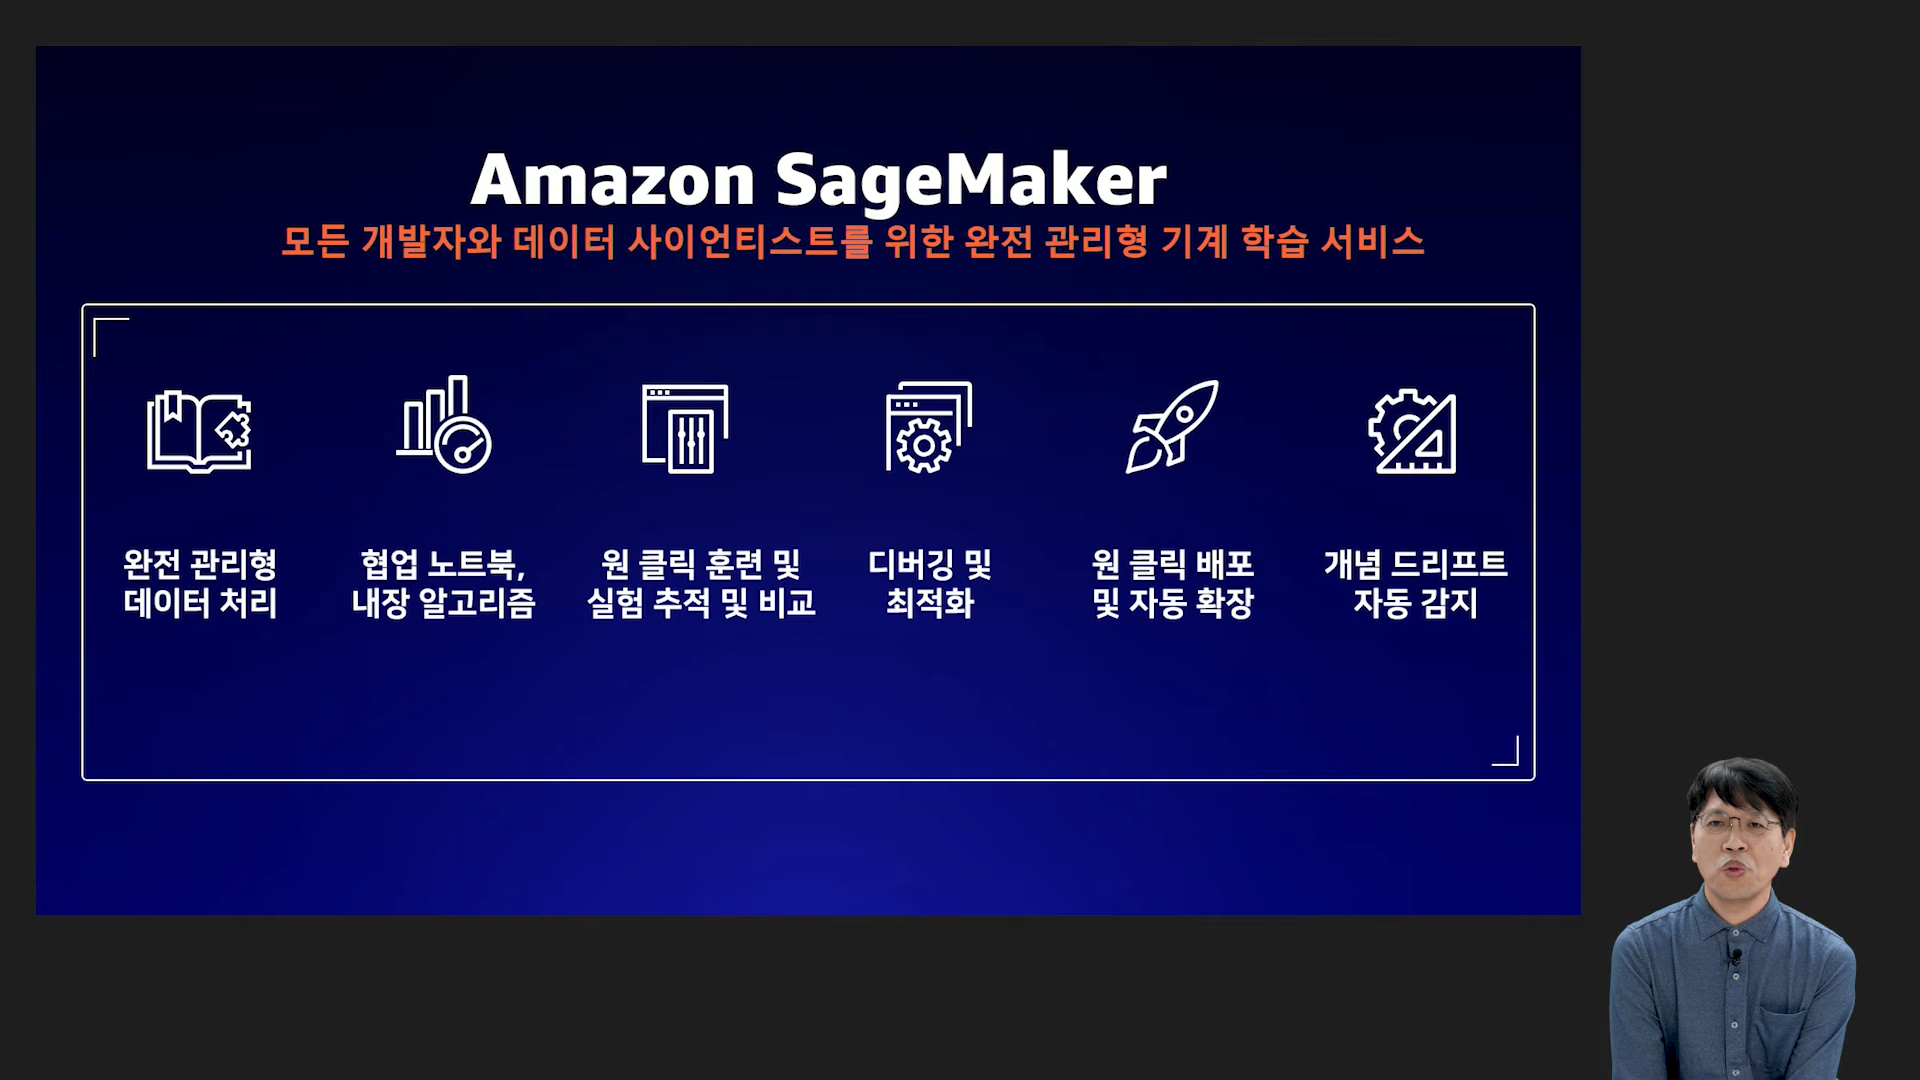 Amazon SageMaker
모든 개발자와 데이터 사이언티스트를 위한 완전 관리형 기계 학습 서비스
완전 관리형
데이터 처리
협업 노트북,
내장 알고리즘
원 클릭 훈련 및
실험 추적 및 비교
디버깅 및
최적화
원 클릭 배포
및 자동 확장
개념 드리프트
자동 감지